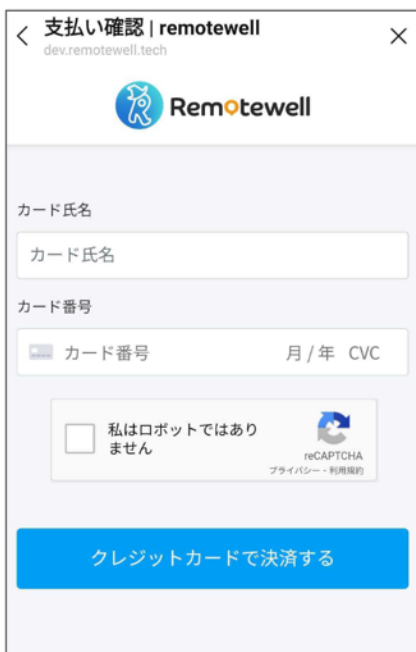 支払い確認 | remotewell
dev.remotewell.tech
Remotewell
カード氏名
カード氏名
カード番号
カード番号 月 / 年 CVC
私はロボットではあり
ません
reCAPTCHA
プライバシー - 利用規約
クレジットカードで決済する